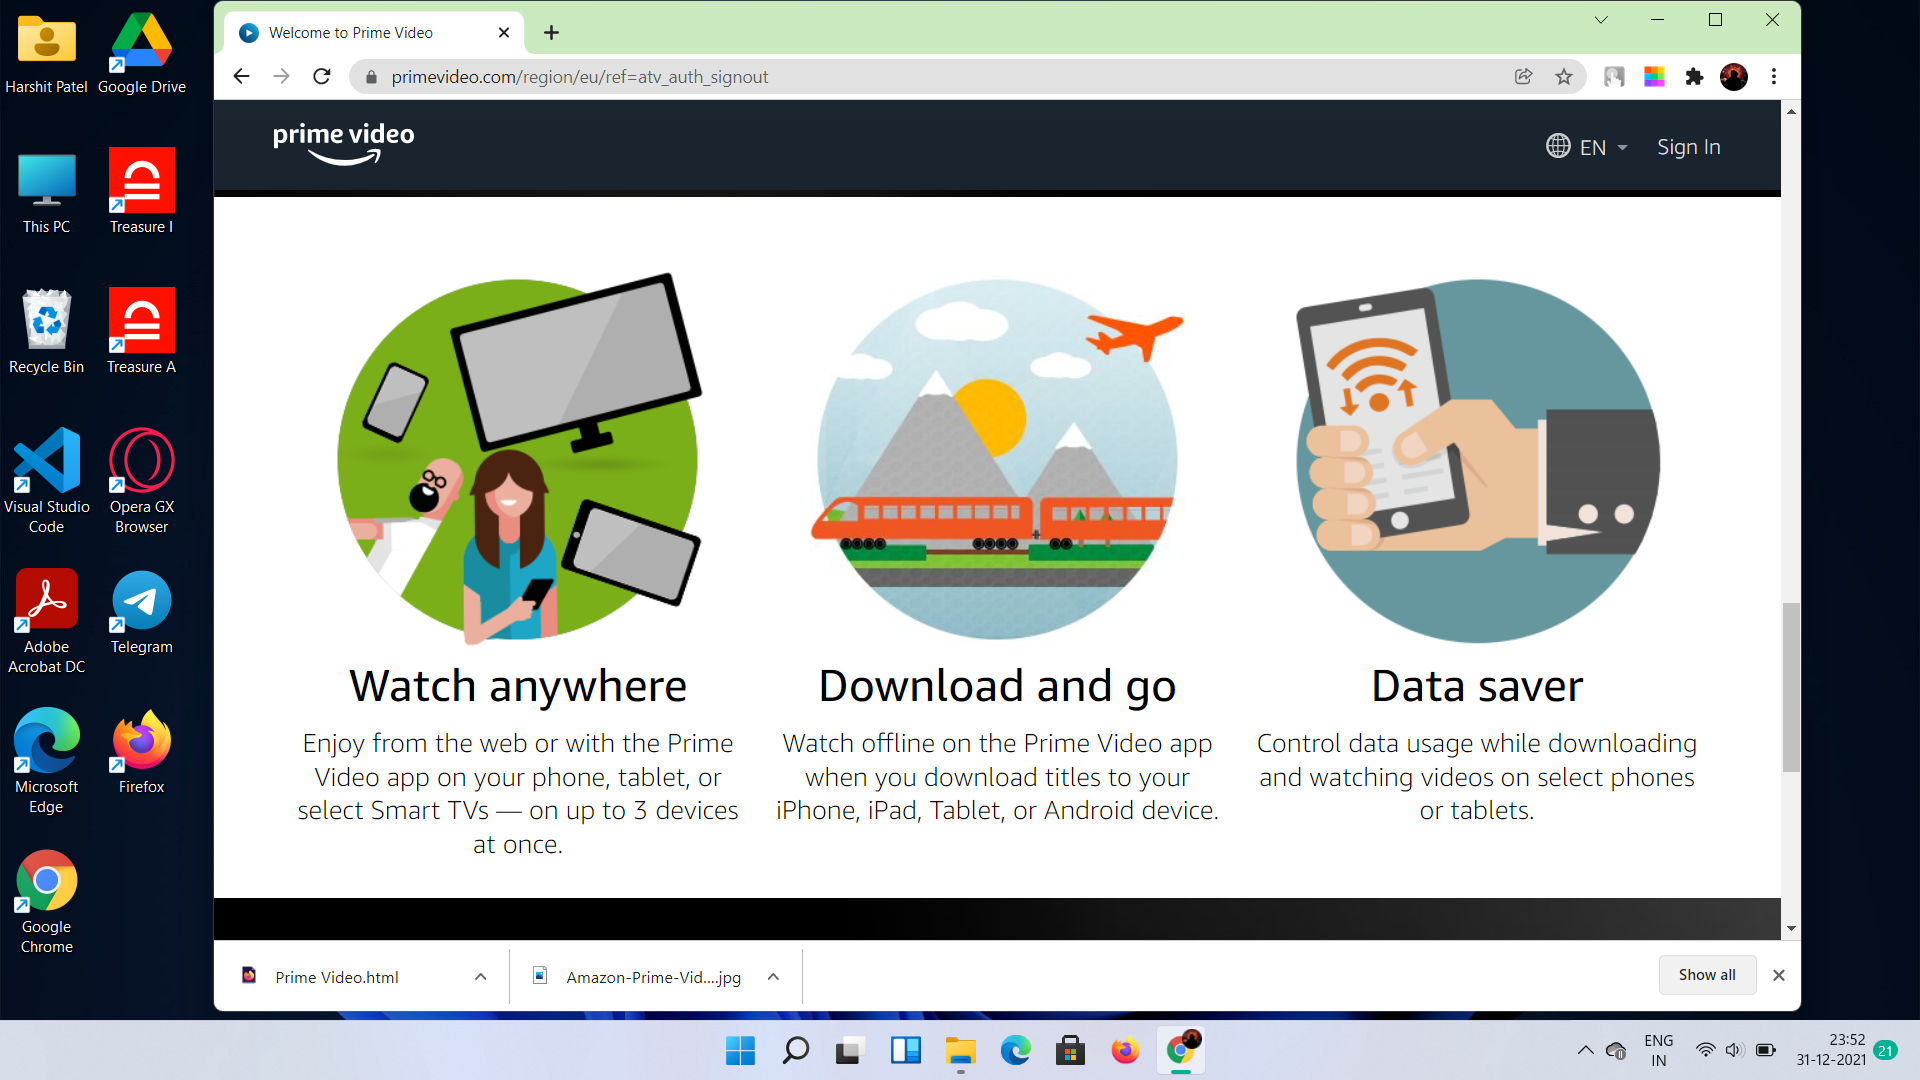 Harshit Patel
Google Drive
This PC
Treasure I
Recycle Bin
Treasure A
Visual Studio
Code
Opera GX
Browser
Adobe
Acrobat DC
Telegram
Microsoft
Edge
Firefox
Google
Chrome
Welcome to Prime Video
primevideo.com/region/eu/ref=atv_auth_signout
prime video
EN
Sign In
Watch anywhere
Enjoy from the web or with the Prime
Video app on your phone, tablet, or
select Smart TVs — on up to 3 devices
at once.
Download and go
Watch offline on the Prime Video app
when you download titles to your
iPhone, iPad, Tablet, or Android device.
Data saver
Control data usage while downloading
and watching videos on select phones
or tablets.
Prime Video.html
Amazon-Prime-Vid....jpg
Show all
ENG
IN
23:52
31-12-2021
21